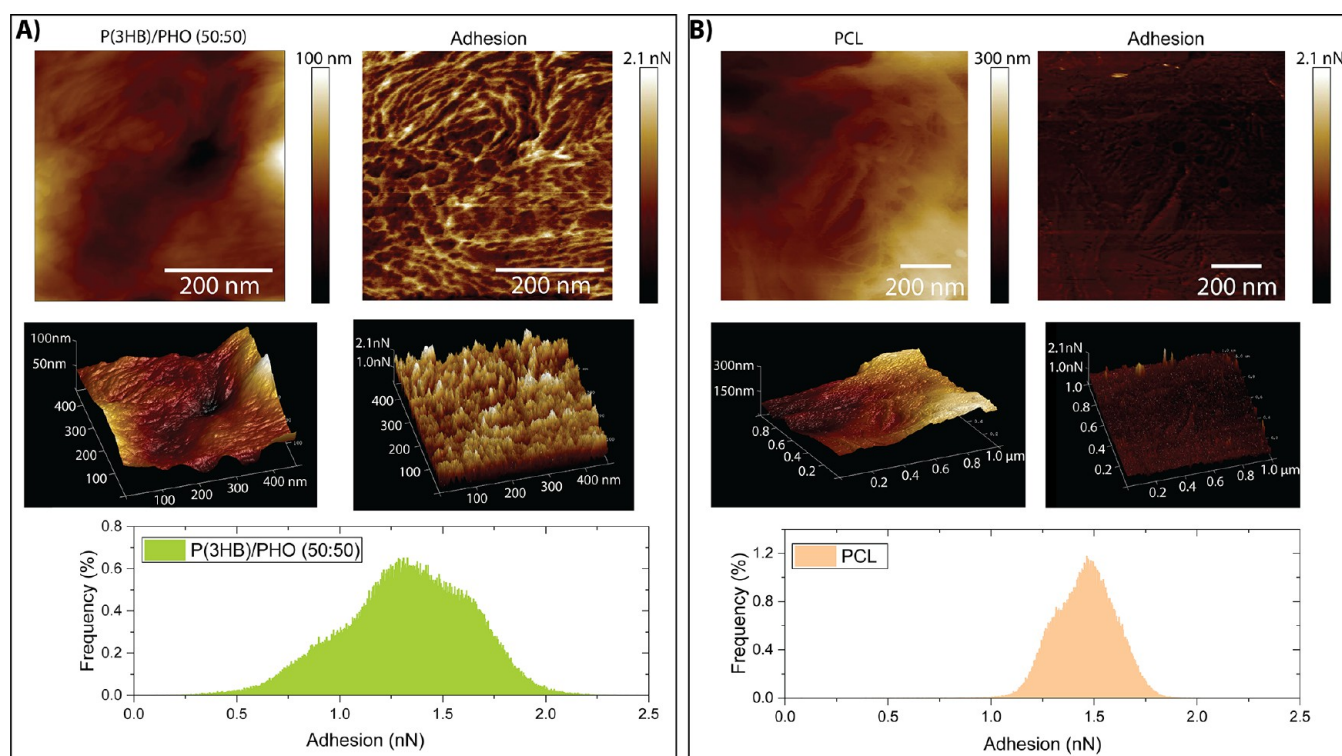 A)
P(3HB)/PHO (50:50)
Adhesion
100 nm
2.1 nN
200 nm
200 nm
100nm
50nm
400
300
200
100
100
200
300
400 nm
2.1nN
1.0nN
400
300
200
100
100
200
300
400 nm
0.8
0.6
0.4
0.2
0.0
Frequency (%)
P(3HB)/PHO (50:50)
0.0
0.5
1.0
1.5
2.0
2.5
Adhesion (nN)
B)
PCL
Adhesion
300 nm
2.1 nN
200 nm
200 nm
300nm
150nm
0.8
0.6
0.4
0.2
0.2
0.4
0.6
0.8
1.0 µm
2.1nN
1.0nN
1.0
0.8
0.6
0.4
0.2
0.2
0.4
0.6
0.8
1.0 µm
1.2
0.8
0.4
0.0
Frequency (%)
PCL
0.0
0.5
1.0
1.5
2.0
2.5
Adhesion (nN)